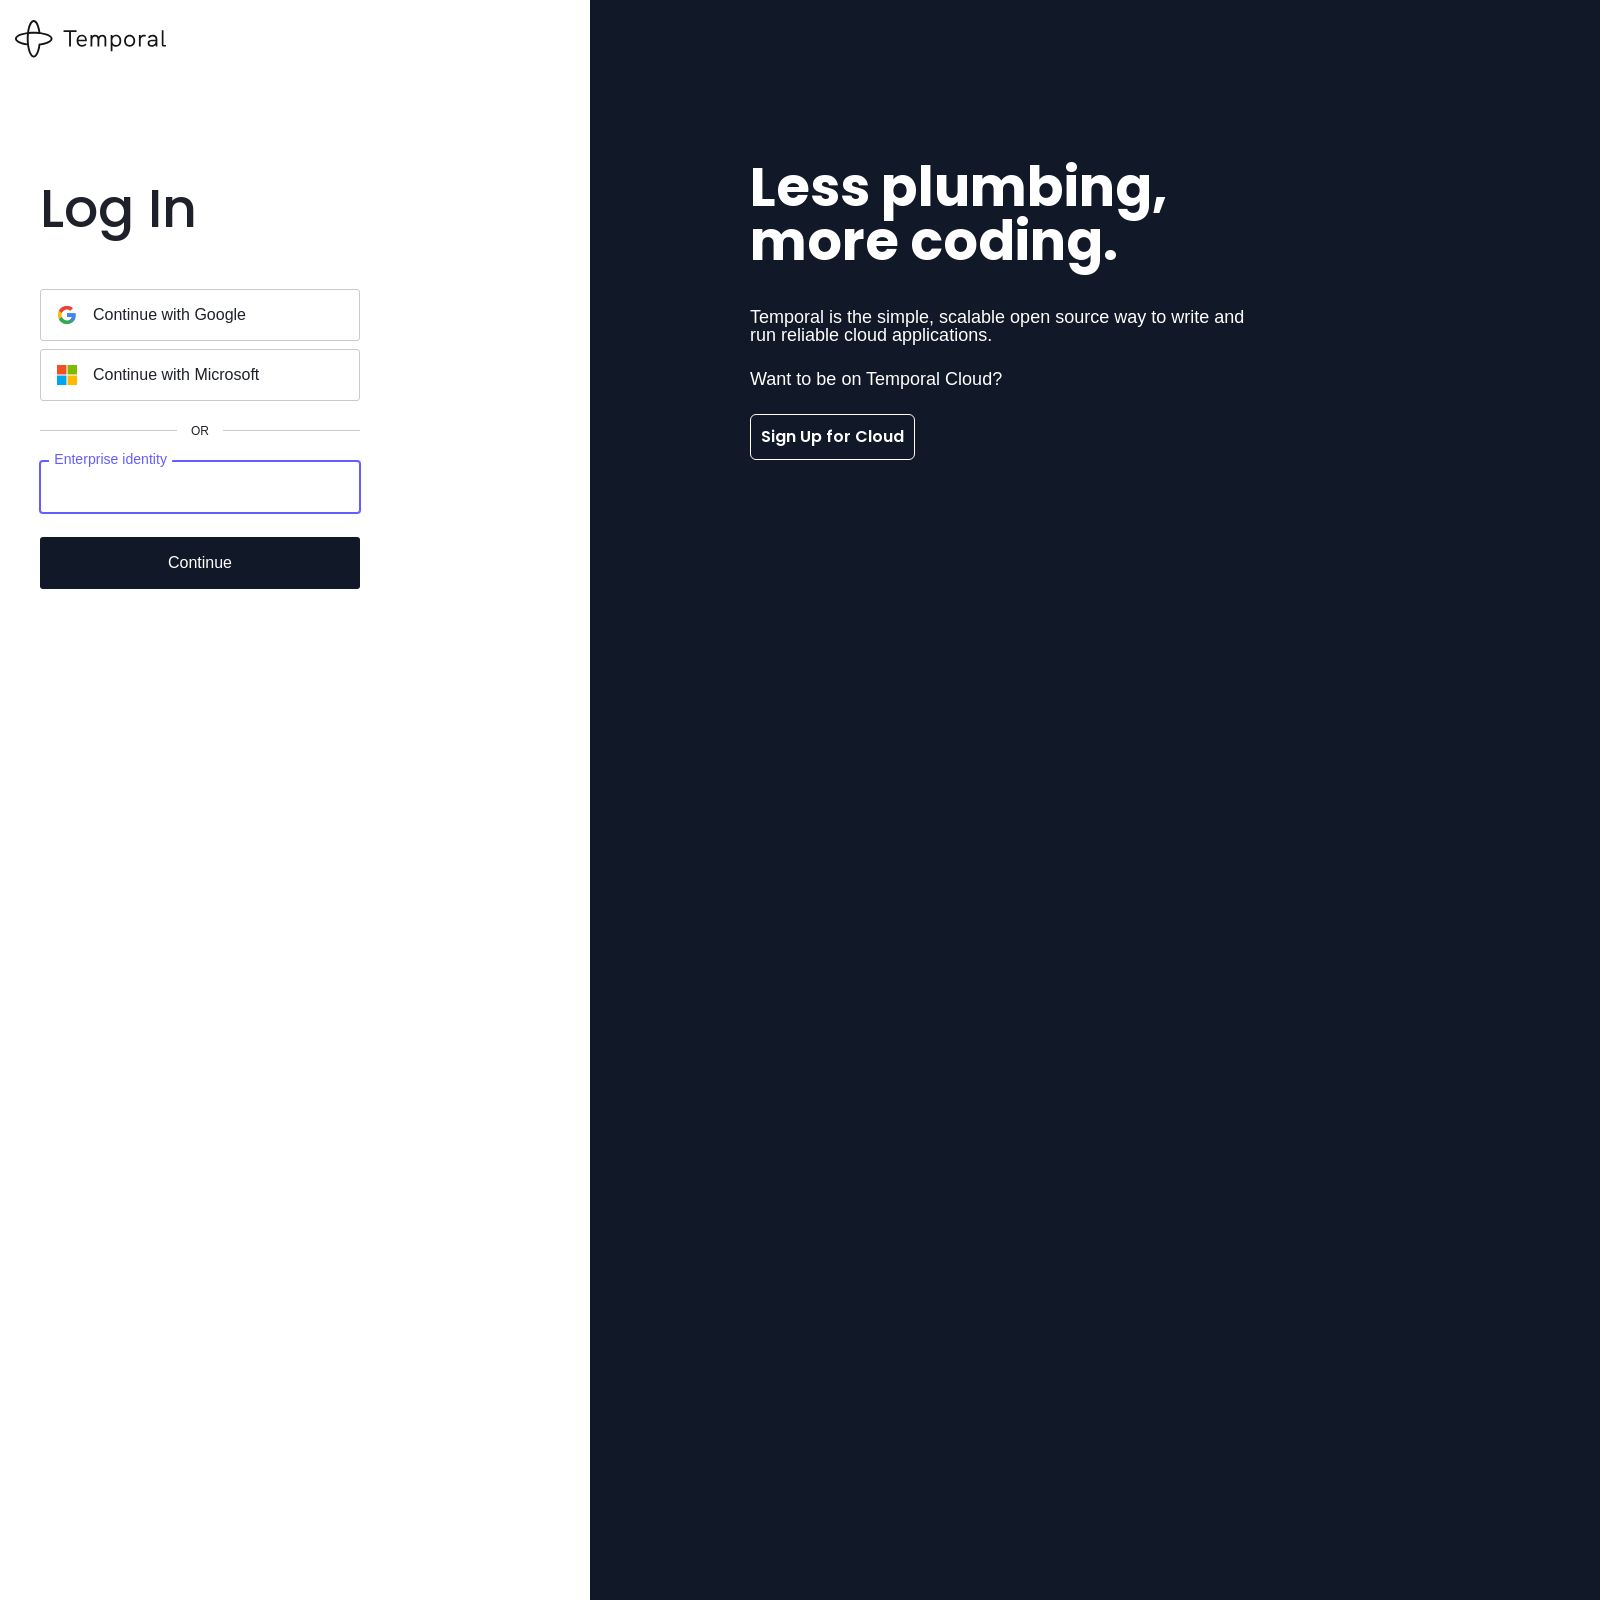 Temporal
Log In
Continue with Google
Continue with Microsoft
OR
Enterprise identity
Continue
Less plumbing,
more coding.
Temporal is the simple, scalable open source way to write and
run reliable cloud applications.
Want to be on Temporal Cloud?
Sign Up for Cloud